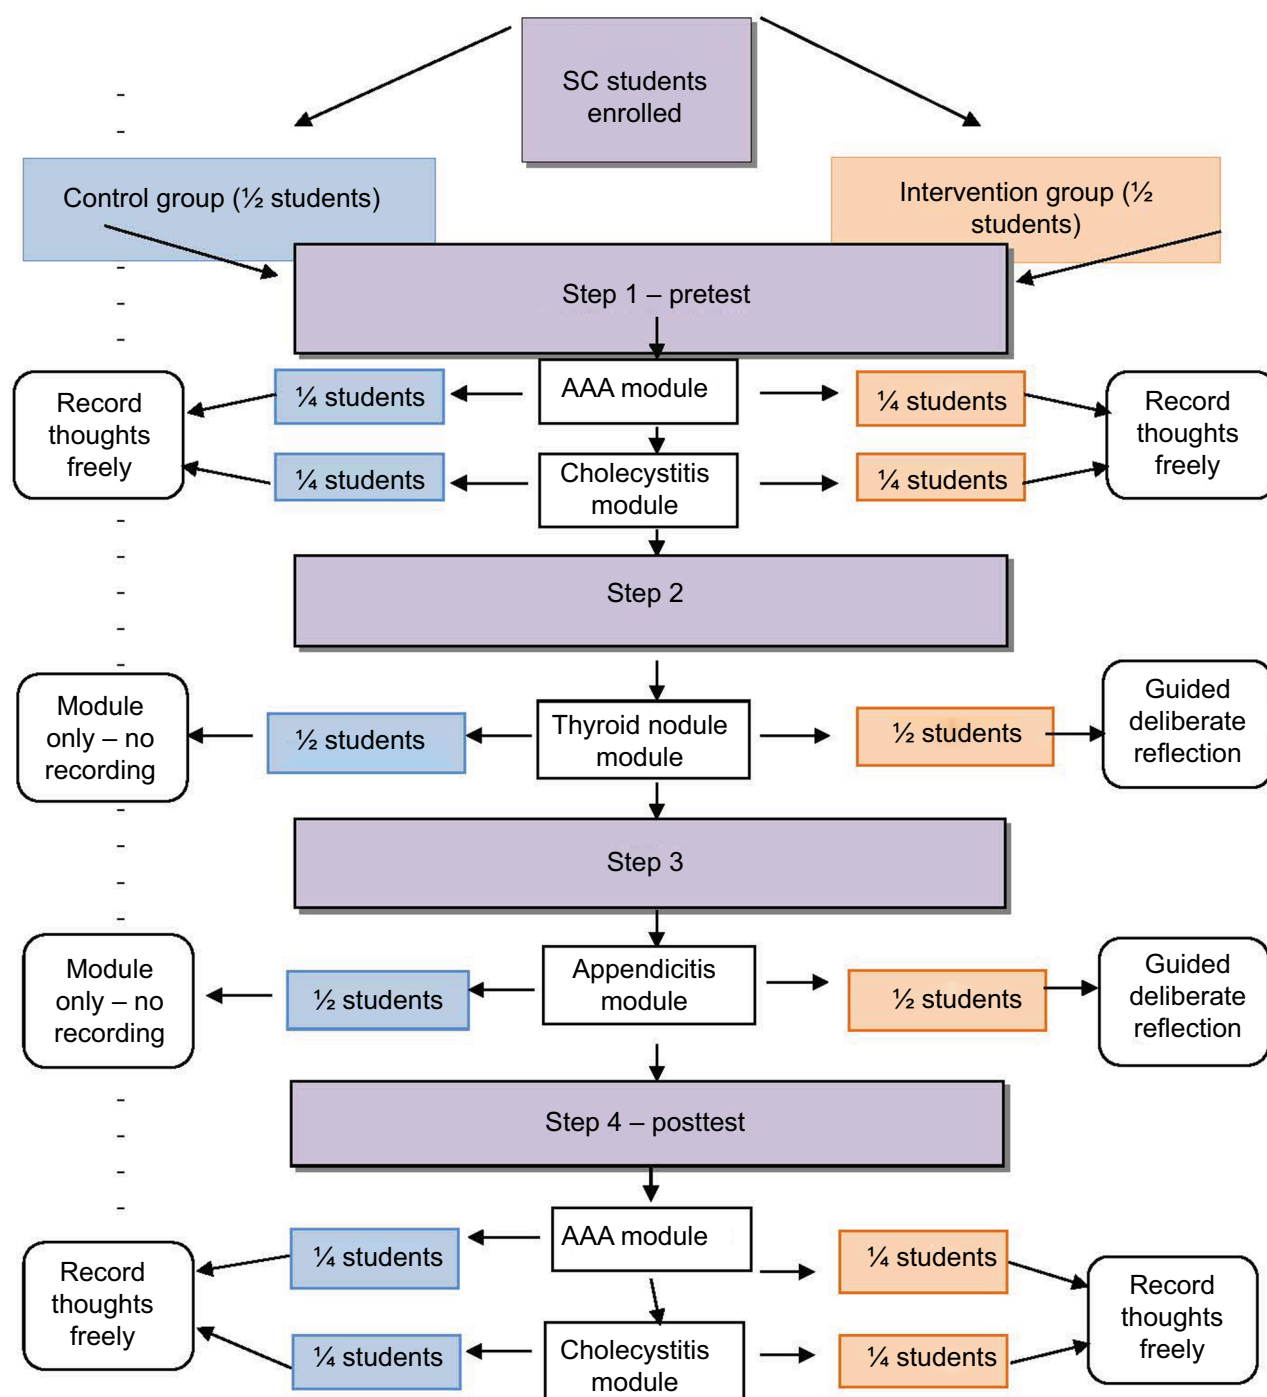 SC students
enrolled
Control group (½ students)
Intervention group (½
students)
Step 1 – pretest
Record
thoughts
freely
¼ students
AAA module
¼ students
Record
thoughts
freely
¼ students
Cholecystitis
module
¼ students
Step 2
Module
only – no
recording
½ students
Thyroid nodule
module
½ students
Guided
deliberate
reflection
Step 3
Module
only – no
recording
½ students
Appendicitis
module
½ students
Guided
deliberate
reflection
Step 4 – posttest
Record
thoughts
freely
¼ students
AAA module
¼ students
Record
thoughts
freely
¼ students
Cholecystitis
module
¼ students